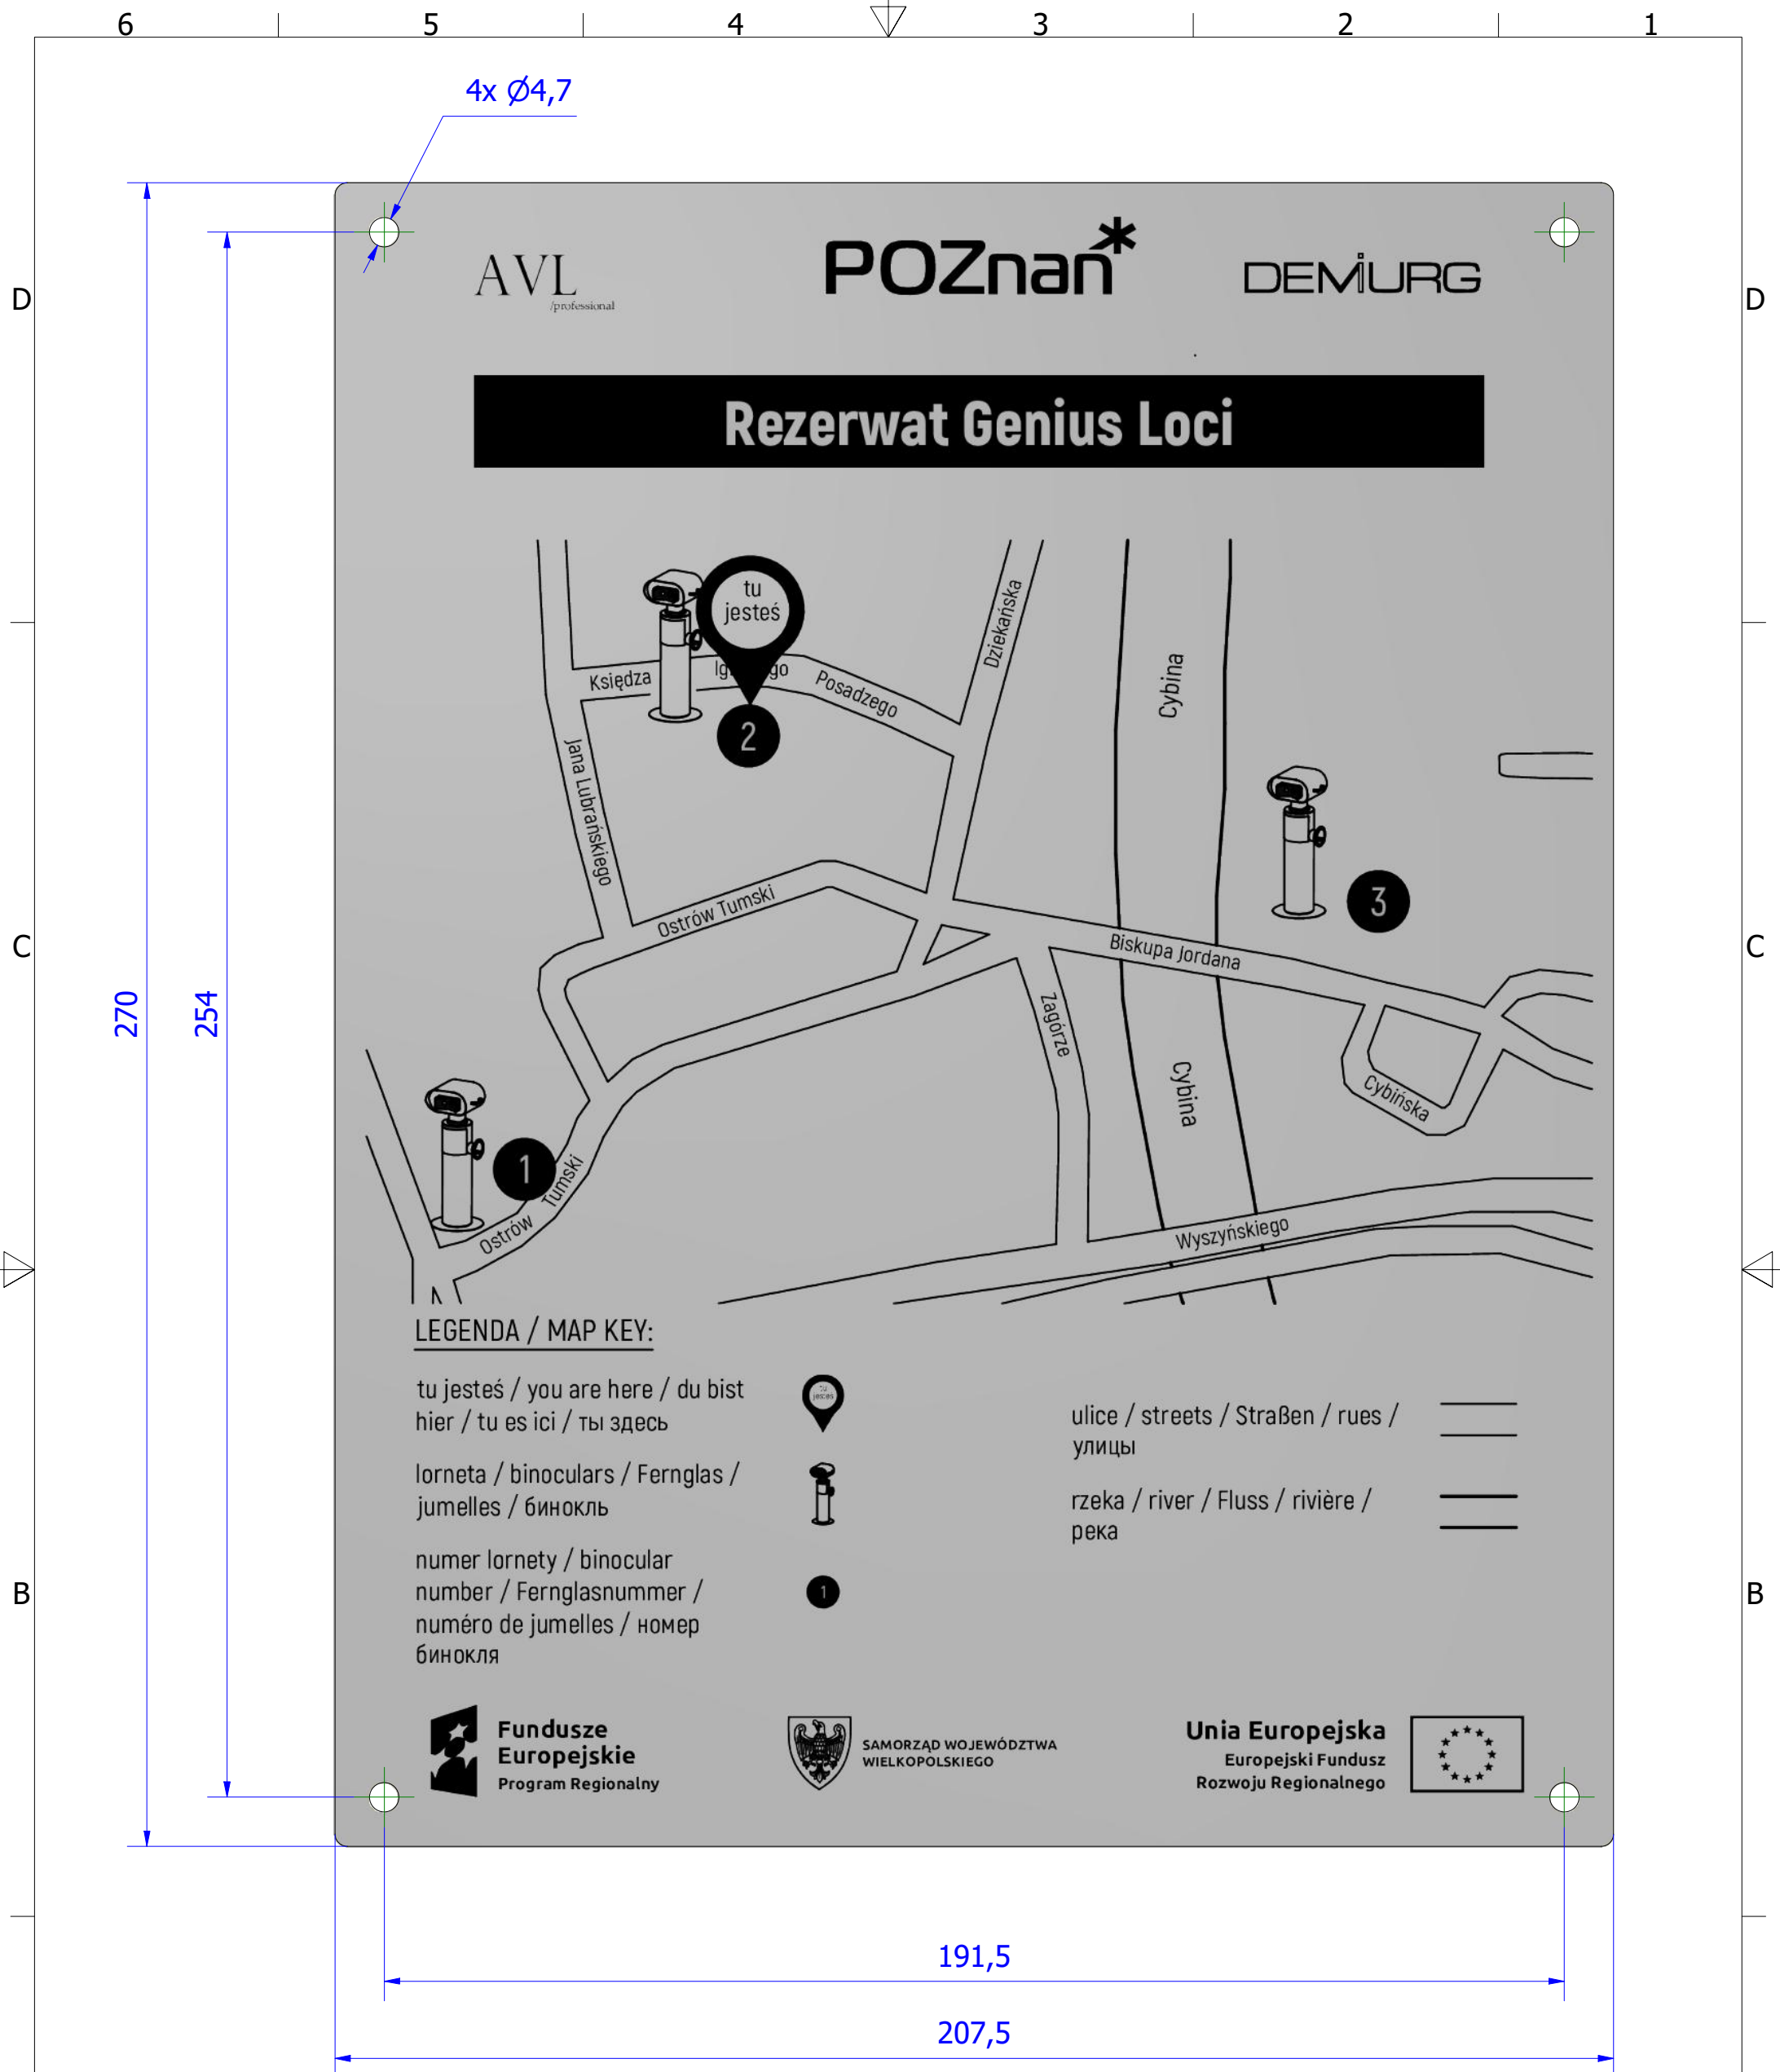 6 5 4 3 2 1
4x Ø4,7
AVL
/professional
POZnań*
DEMIURG
D
D
Rezerwat Genius Loci
tu
jesteś
Dziekańska
Cybina
Księdza
Posadzego
2
Jana Lubrańskiego
3
Ostrów Tumski
Biskupa Jordana
C
C
270
254
Zagórze
Cybina
Cybińska
1
Ostrów Tumski
Wyszyńskiego
LEGENDA / MAP KEY:
tu jesteś / you are here / du bist
hier / tu es ici / ты здесь
tu
jesteś
lorneta / binoculars / Fernglas /
jumelles / бинокль
numer lornety / binocular
number / Fernglasnummer /
numéro de jumelles / номер
бинокля
1
ulice / streets / Straßen / rues /
улицы
rzeka / river / Fluss / rivière /
река
B
B
Fundusze
Europejskie
Program Regionalny
SAMORZĄD WOJEWÓDZTWA
WIELKOPOLSKIEGO
Unia Europejska
Europejski Fundusz
Rozwoju Regionalnego
191,5
207,5